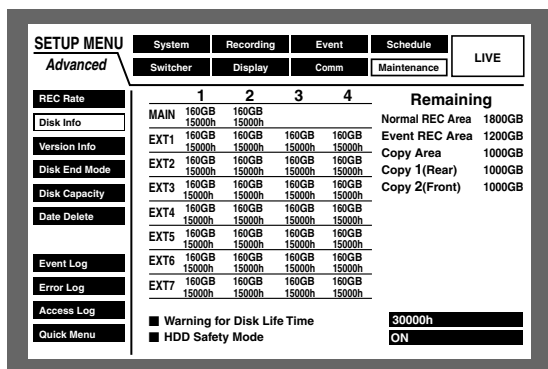 SETUP MENU
Advanced
System Recording Event Schedule
Switcher Display Comm Maintenance
LIVE
REC Rate
Disk Info
Version Info
Disk End Mode
Disk Capacity
Date Delete
Event Log
Error Log
Access Log
Quick Menu
1 2 3 4
MAIN 160GB 160GB
15000h 15000h
EXT1 160GB 160GB 160GB 160GB
15000h 15000h 15000h 15000h
EXT2 160GB 160GB 160GB 160GB
15000h 15000h 15000h 15000h
EXT3 160GB 160GB 160GB 160GB
15000h 15000h 15000h 15000h
EXT4 160GB 160GB 160GB 160GB
15000h 15000h 15000h 15000h
EXT5 160GB 160GB 160GB 160GB
15000h 15000h 15000h 15000h
EXT6 160GB 160GB 160GB 160GB
15000h 15000h 15000h 15000h
EXT7 160GB 160GB 160GB 160GB
15000h 15000h 15000h 15000h
Remaining
Normal REC Area 1800GB
Event REC Area 1200GB
Copy Area 1000GB
Copy 1(Rear) 1000GB
Copy 2(Front) 1000GB
■ Warning for Disk Life Time 30000h
■ HDD Safety Mode ON